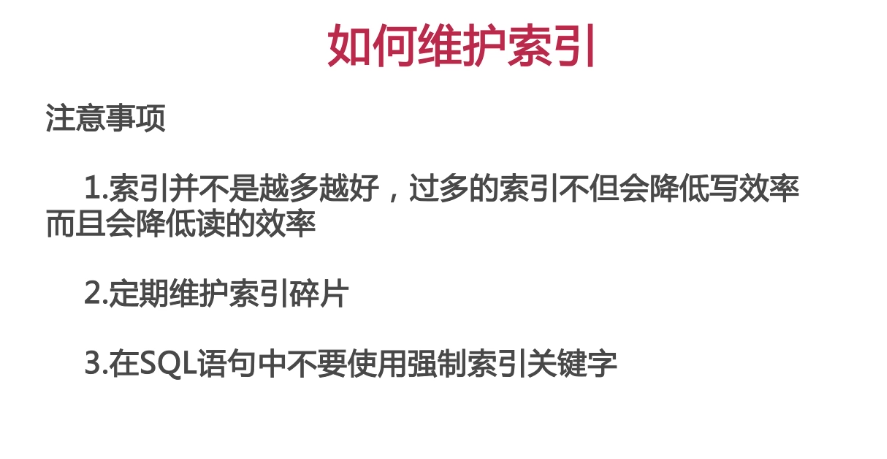 如何维护索引
注意事项
1.索引并不是越多越好，过多的索引不但会降低写效率
而且会降低读的效率
2.定期维护索引碎片
3.在SQL语句中不要使用强制索引关键字